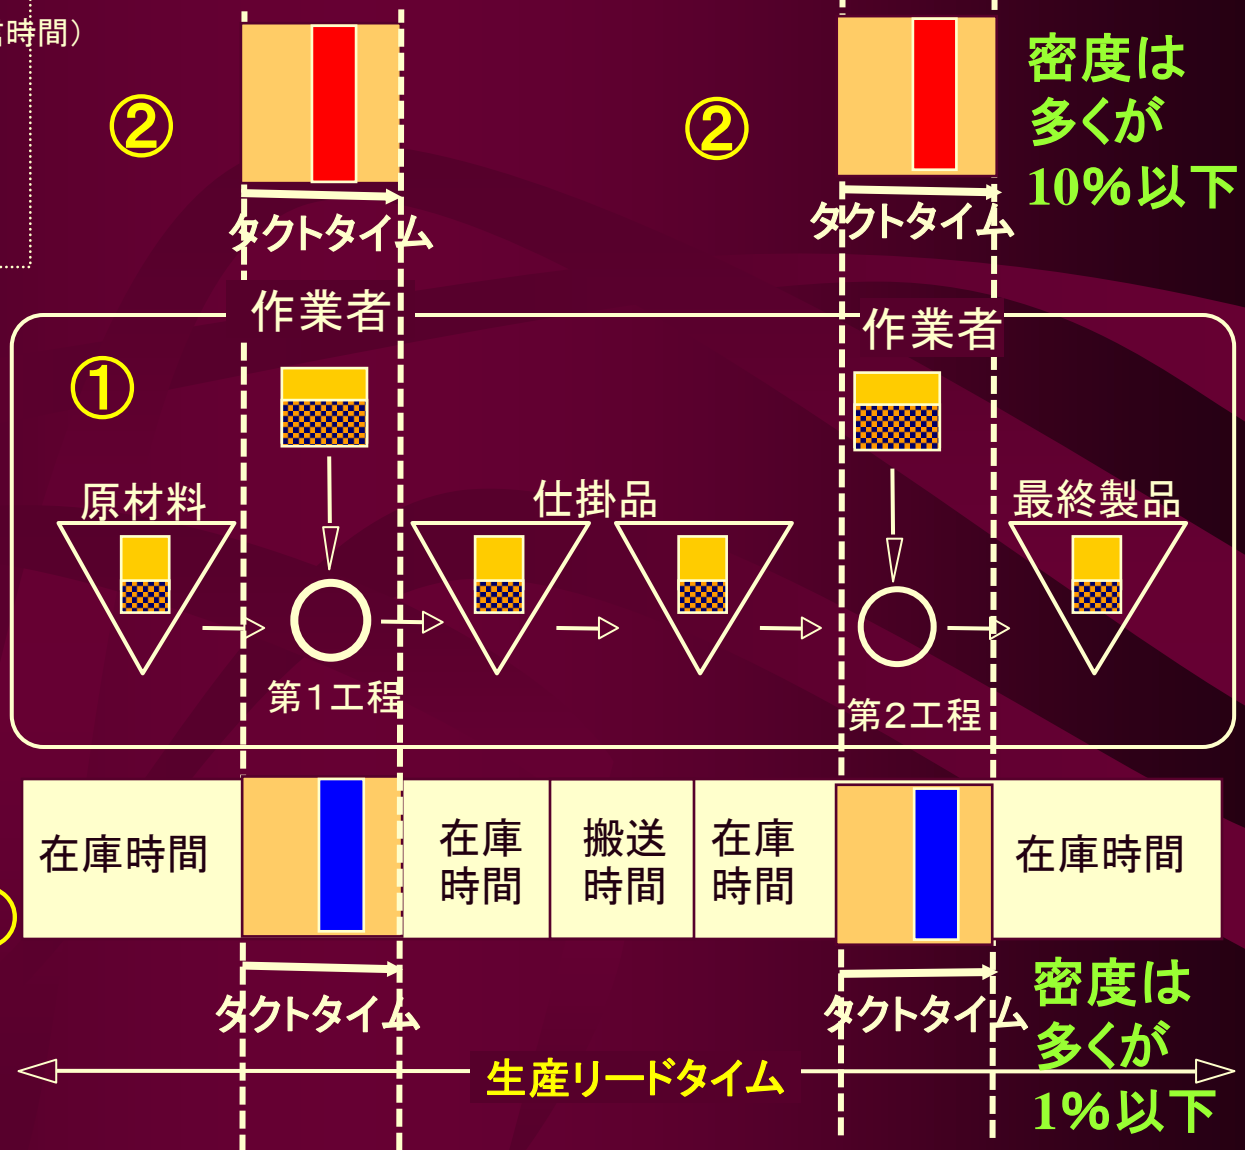 時間）
密度は
多くが
10%以下
②
②
タクトタイム
タクトタイム
作業者
作業者
①
原材料
仕掛品
最終製品
第1工程
第2工程
在庫時間
在庫
時間
搬送
時間
在庫
時間
在庫時間
タクトタイム
タクトタイム
密度は
多くが
1%以下
生産リードタイム